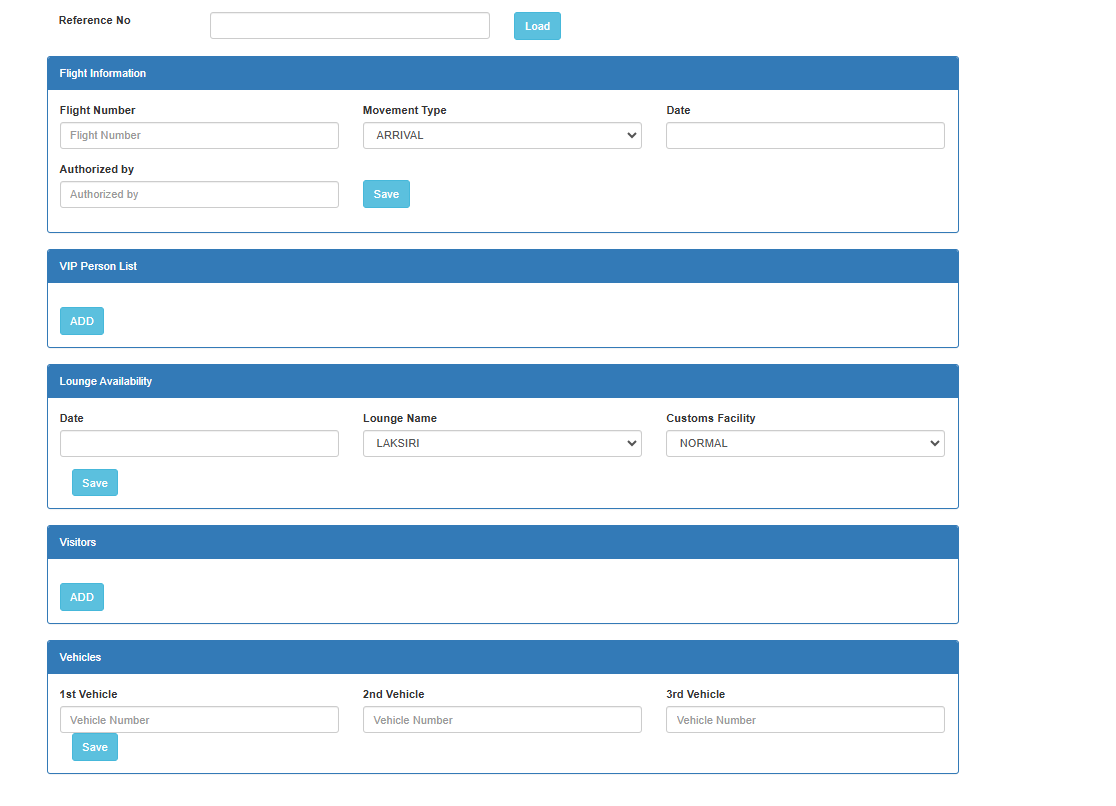 Reference No
Load
Flight Information
Flight Number Movement Type Date
Flight Number ARRIVAL
Authorized by
Authorized by Save
VIP Person List
ADD
Lounge Availability
Date Lounge Name Customs Facility
LAKSIRI NORMAL
Save
Visitors
ADD
Vehicles
1st Vehicle 2nd Vehicle 3rd Vehicle
Vehicle Number Vehicle Number Vehicle Number
Save